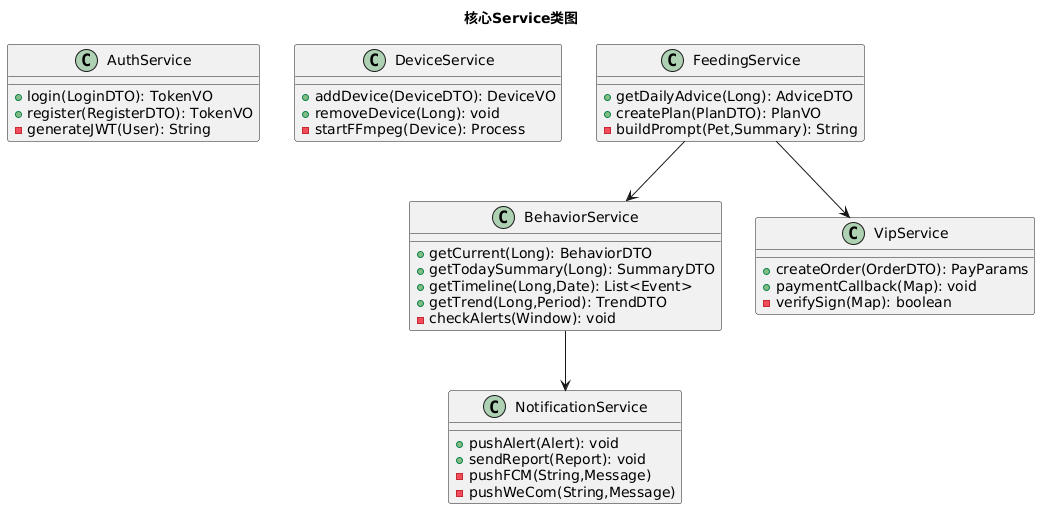 核心Service类图
C AuthService
login(LoginDTO): TokenVO
register(RegisterDTO): TokenVO
generateJWT(User): String
C DeviceService
addDevice(DeviceDTO): DeviceVO
removeDevice(Long): void
startFFmpeg(Device): Process
C FeedingService
getDailyAdvice(Long): AdviceDTO
createPlan(PlanDTO): PlanVO
buildPrompt(Pet,Summary): String
C BehaviorService
getCurrent(Long): BehaviorDTO
getTodaySummary(Long): SummaryDTO
getTimeline(Long,Date): List<Event>
getTrend(Long,Period): TrendDTO
checkAlerts(Window): void
C VipService
createOrder(OrderDTO): PayParams
paymentCallback(Map): void
verifySign(Map): boolean
C NotificationService
pushAlert(Alert): void
sendReport(Report): void
pushFCM(String,Message)
pushWeCom(String,Message)